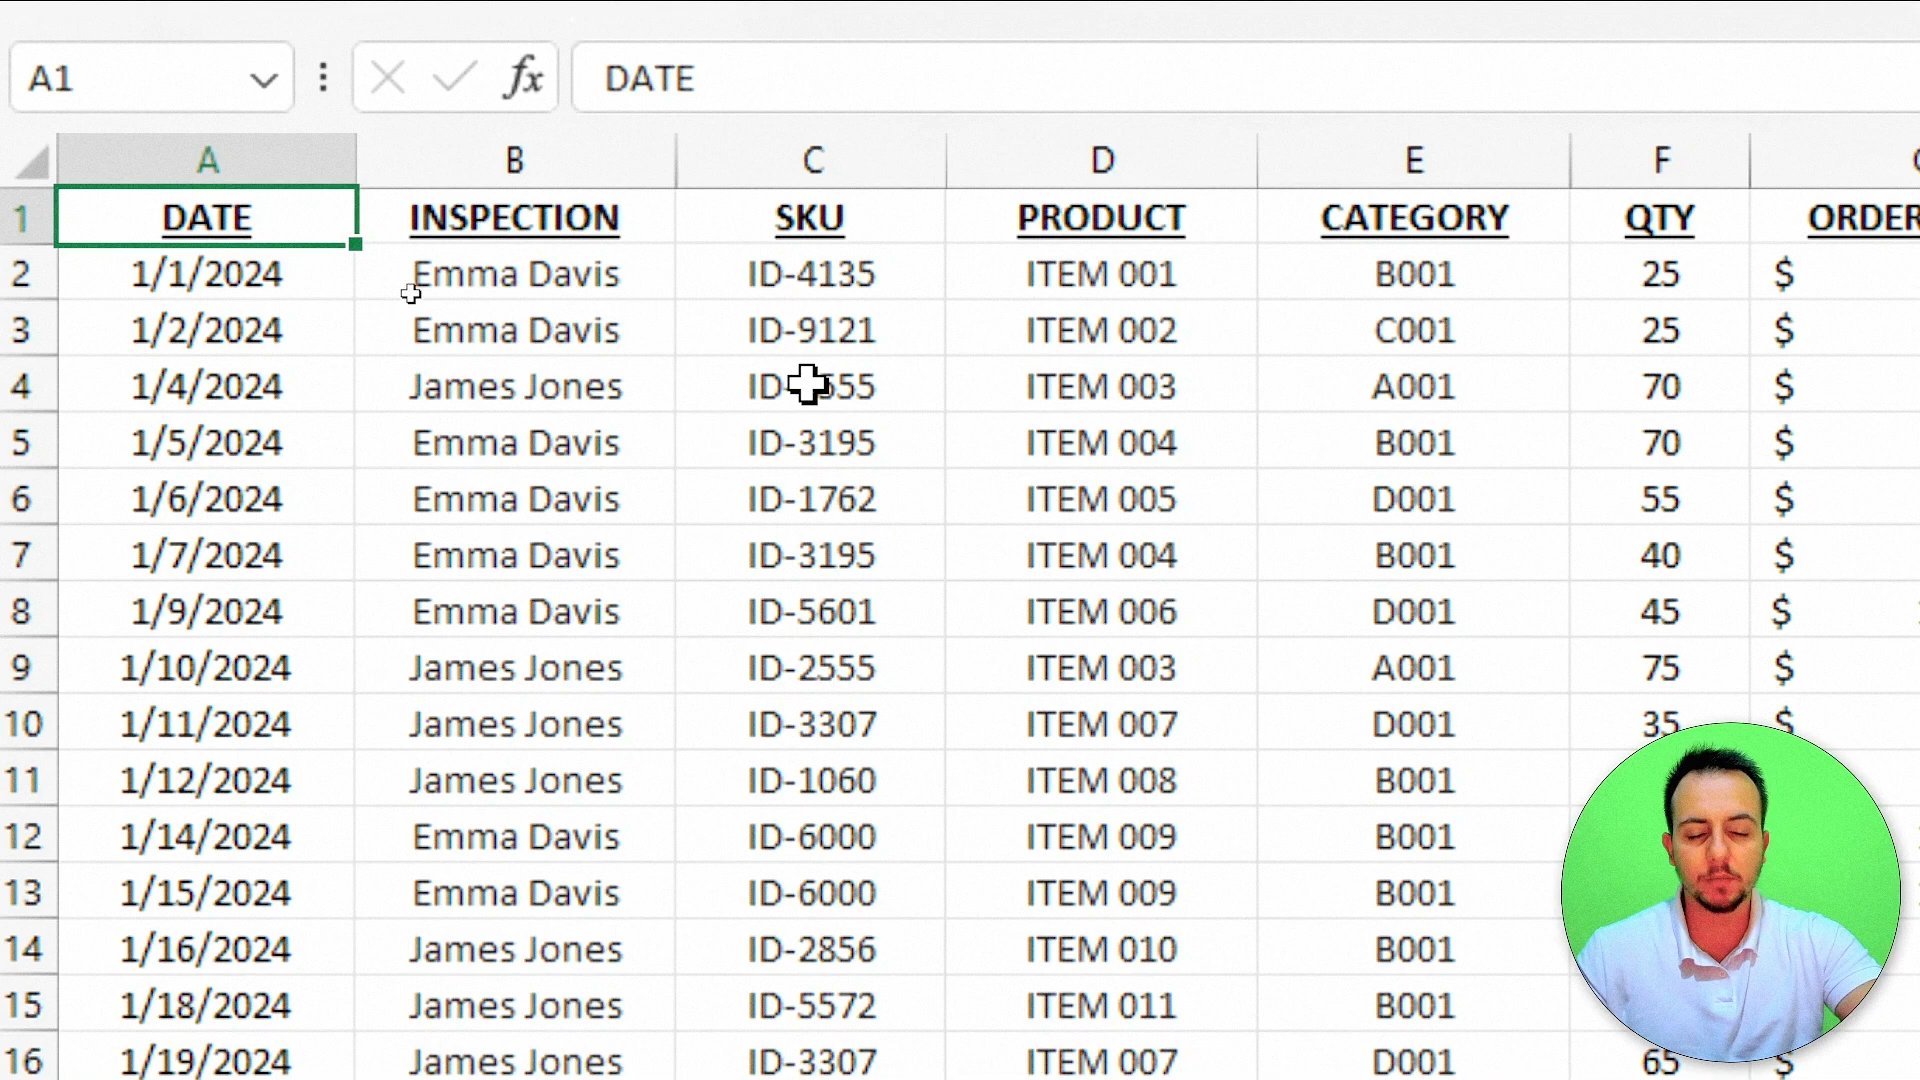 A1 fx DATE
A B C D E F
1 DATE INSPECTION SKU PRODUCT CATEGORY QTY ORDER
2 1/1/2024 Emma Davis ID-4135 ITEM 001 B001 25 $
3 1/2/2024 Emma Davis ID-9121 ITEM 002 C001 25 $
4 1/4/2024 James Jones ITEM 003 A001 70 $
5 1/5/2024 Emma Davis ID-3195 ITEM 004 B001 70 $
6 1/6/2024 Emma Davis ID-1762 ITEM 005 D001 55 $
7 1/7/2024 Emma Davis ID-3195 ITEM 004 B001 40 $
8 1/9/2024 Emma Davis ID-5601 ITEM 006 D001 45 $
9 1/10/2024 James Jones ID-2555 ITEM 003 A001 75 $
10 1/11/2024 James Jones ID-3307 ITEM 007 D001 35 $
11 1/12/2024 James Jones ID-1060 ITEM 008 B001
12 1/14/2024 Emma Davis ID-6000 ITEM 009 B001
13 1/15/2024 Emma Davis ID-6000 ITEM 009 B001
14 1/16/2024 James Jones ID-2856 ITEM 010 B001
15 1/18/2024 James Jones ID-5572 ITEM 011 B001
16 1/19/2024 James Jones ID-3307 ITEM 007 D001 65 $